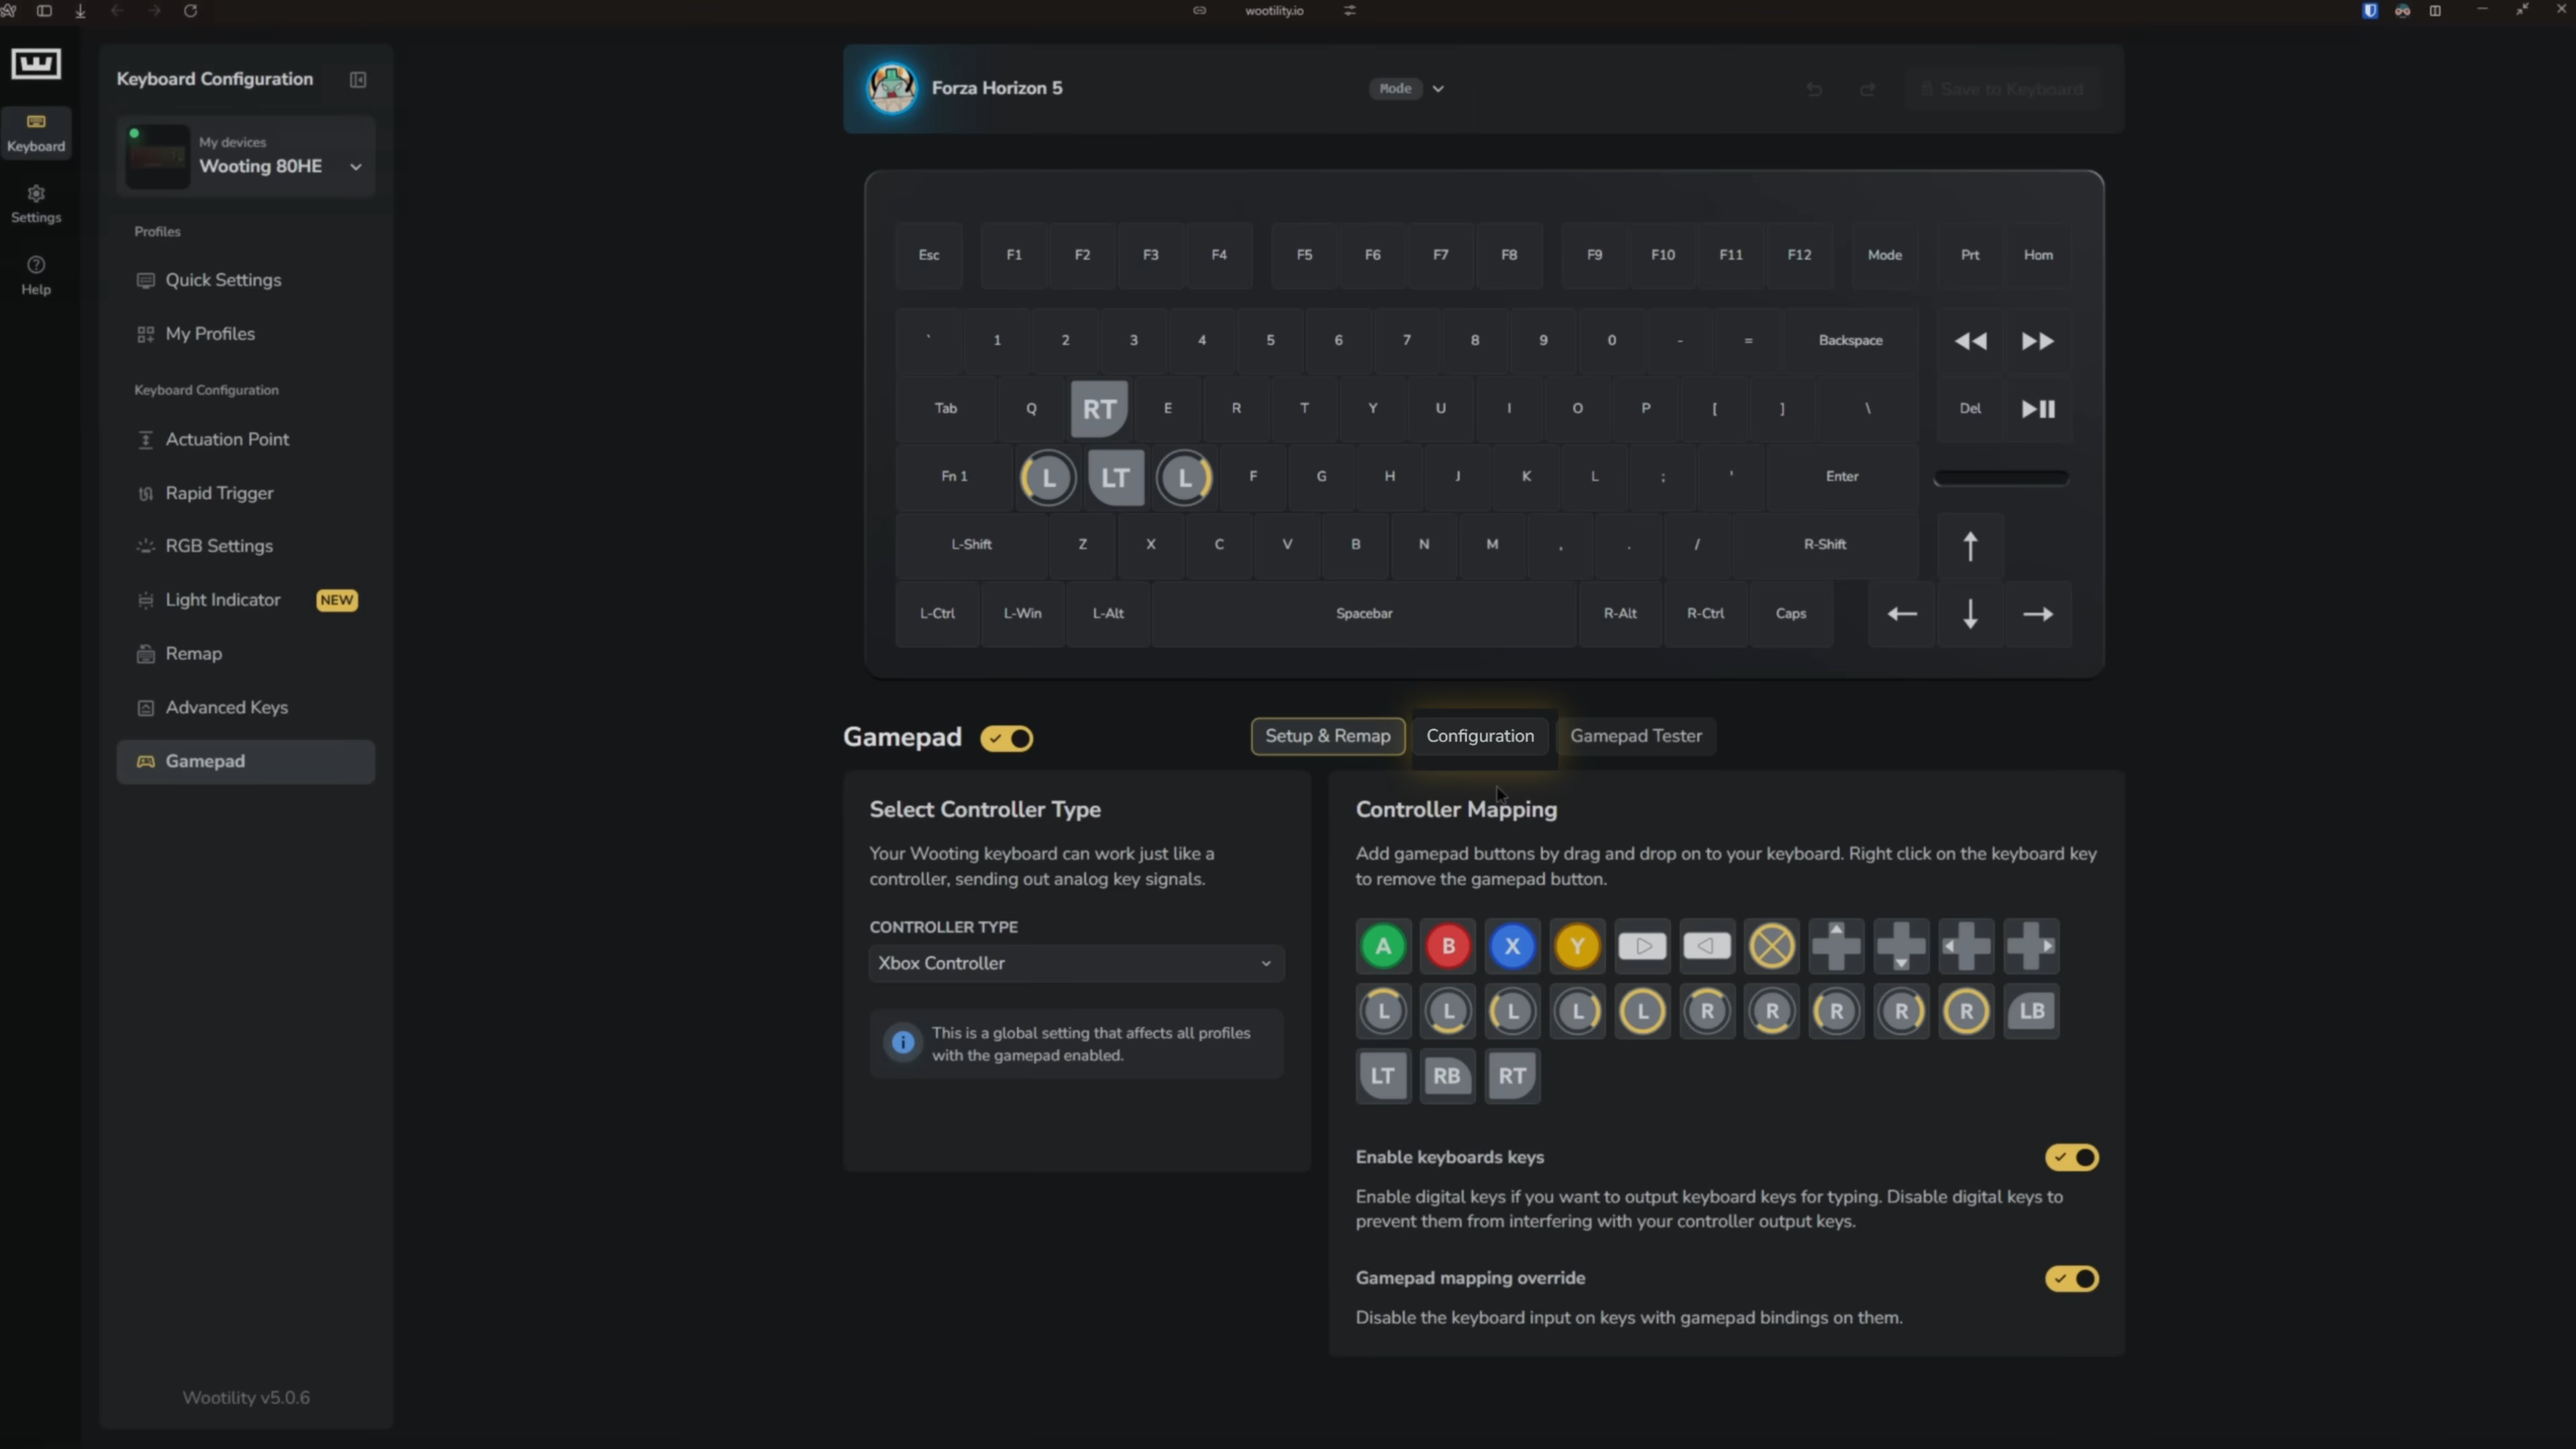 wootility.io
Keyboard
Settings
Help
Keyboard Configuration
My devices
Wooting 80HE
Profiles
Quick Settings
My Profiles
Keyboard Configuration
Actuation Point
Rapid Trigger
RGB Settings
Light Indicator NEW
Remap
Advanced Keys
Gamepad
Wootility v5.0.6
Forza Horizon 5
Mode
Save to Keyboard
Esc F1 F2 F3 F4 F5 F6 F7 F8 F9 F10 F11 F12 Mode Prt Hom
` 1 2 3 4 5 6 7 8 9 0 - = Backspace
Tab Q RT E R T Y U I O P [ ] \ Del
Fn 1 L LT L F G H J K L ; ' Enter
L-Shift Z X C V B N M , . / R-Shift
L-Ctrl L-Win L-Alt Spacebar R-Alt R-Ctrl Caps
Gamepad
Setup & Remap Configuration Gamepad Tester
Select Controller Type
Your Wooting keyboard can work just like a
controller, sending out analog key signals.
CONTROLLER TYPE
Xbox Controller
This is a global setting that affects all profiles
with the gamepad enabled.
Controller Mapping
Add gamepad buttons by drag and drop on to your keyboard. Right click on the keyboard key
to remove the gamepad button.
A B X Y
L L L L L R R R R R LB
LT RB RT
Enable keyboards keys
Enable digital keys if you want to output keyboard keys for typing. Disable digital keys to
prevent them from interfering with your controller output keys.
Gamepad mapping override
Disable the keyboard input on keys with gamepad bindings on them.